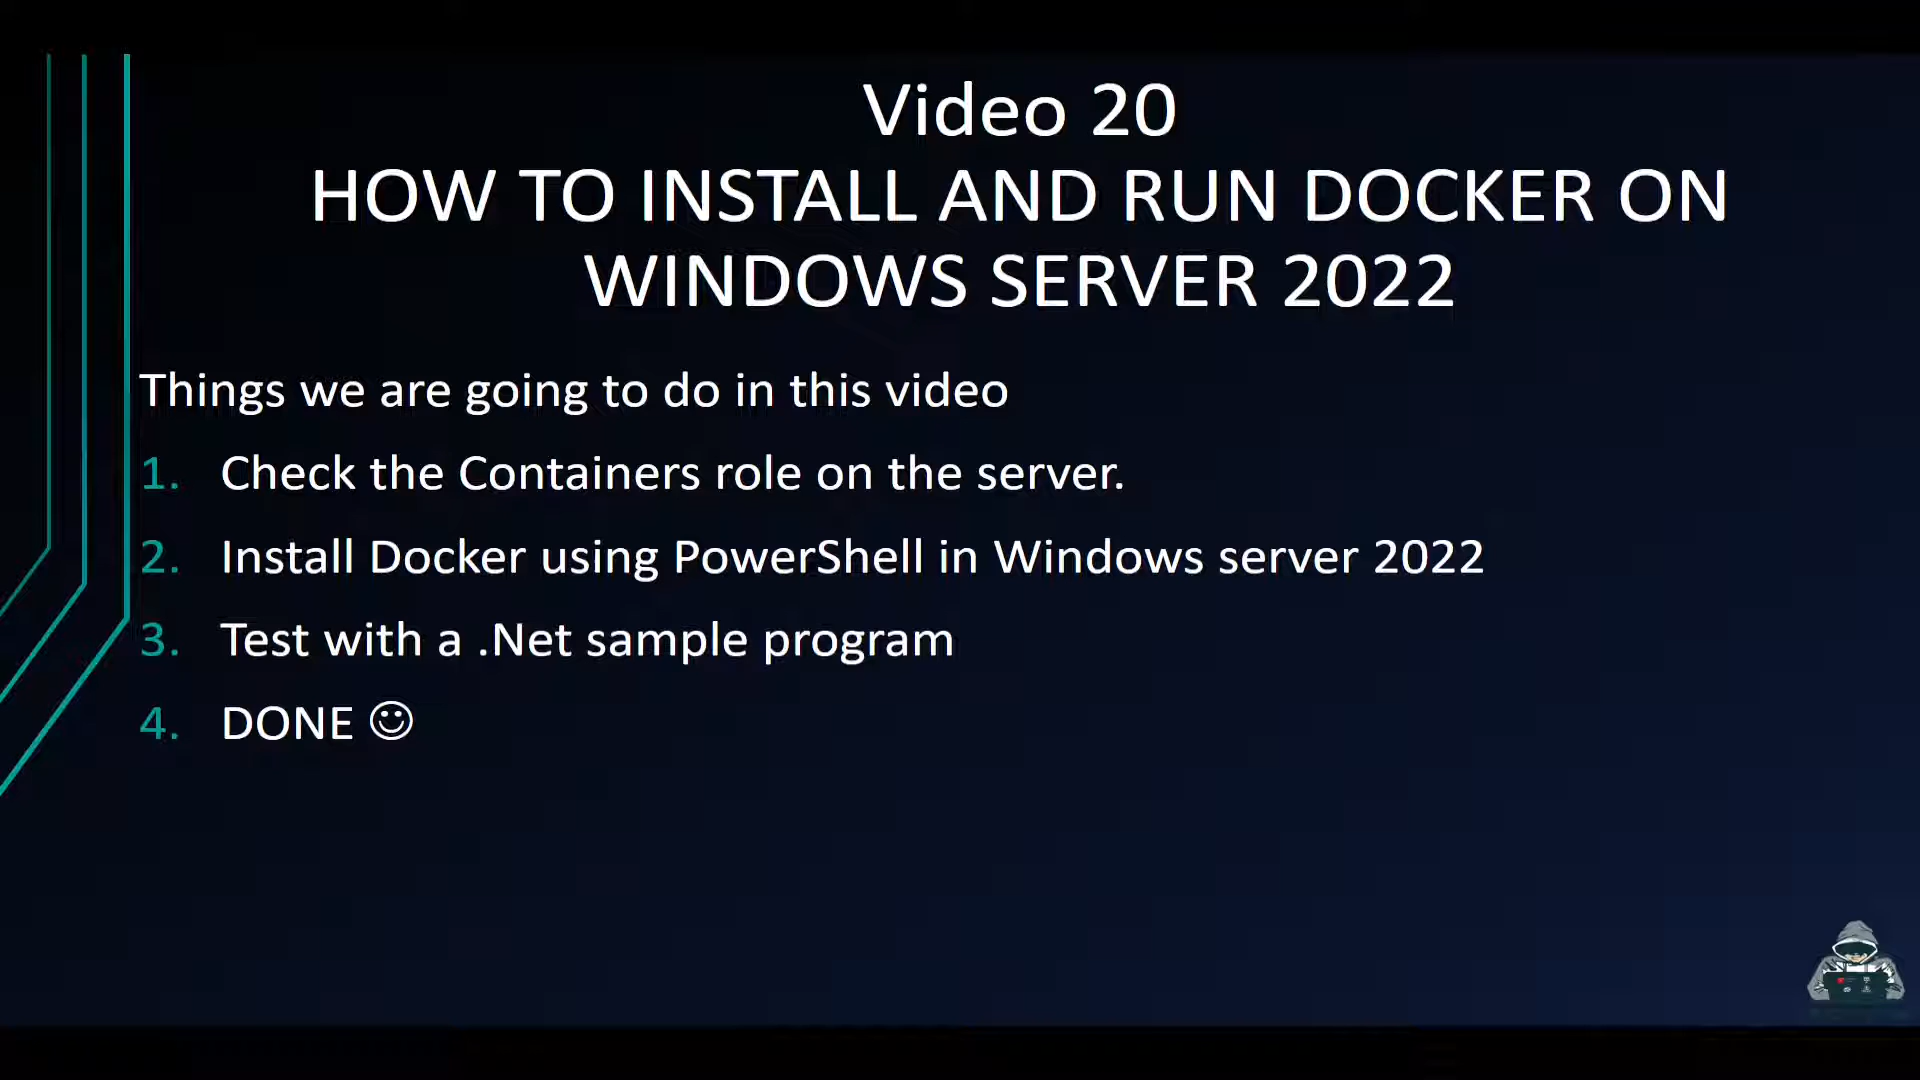 Video 20
HOW TO INSTALL AND RUN DOCKER ON
WINDOWS SERVER 2022
Things we are going to do in this video
1. Check the Containers role on the server.
2. Install Docker using PowerShell in Windows server 2022
3. Test with a .Net sample program
4. DONE ☺